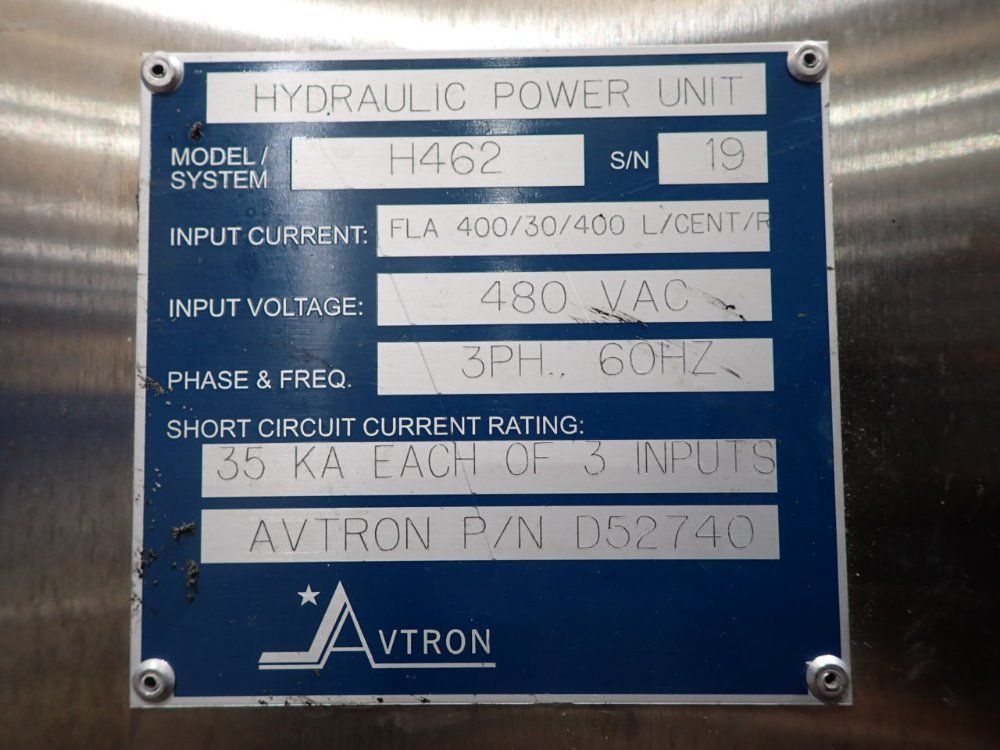 HYDRAULIC POWER UNIT
MODEL / SYSTEM H462 S/N 19
INPUT CURRENT: FLA 400/30/400 L/CENT/R
INPUT VOLTAGE: 480 VAC
PHASE & FREQ. 3PH., 60HZ
SHORT CIRCUIT CURRENT RATING:
35 KA EACH OF 3 INPUTS
AVTRON P/N D52740
AVTRON